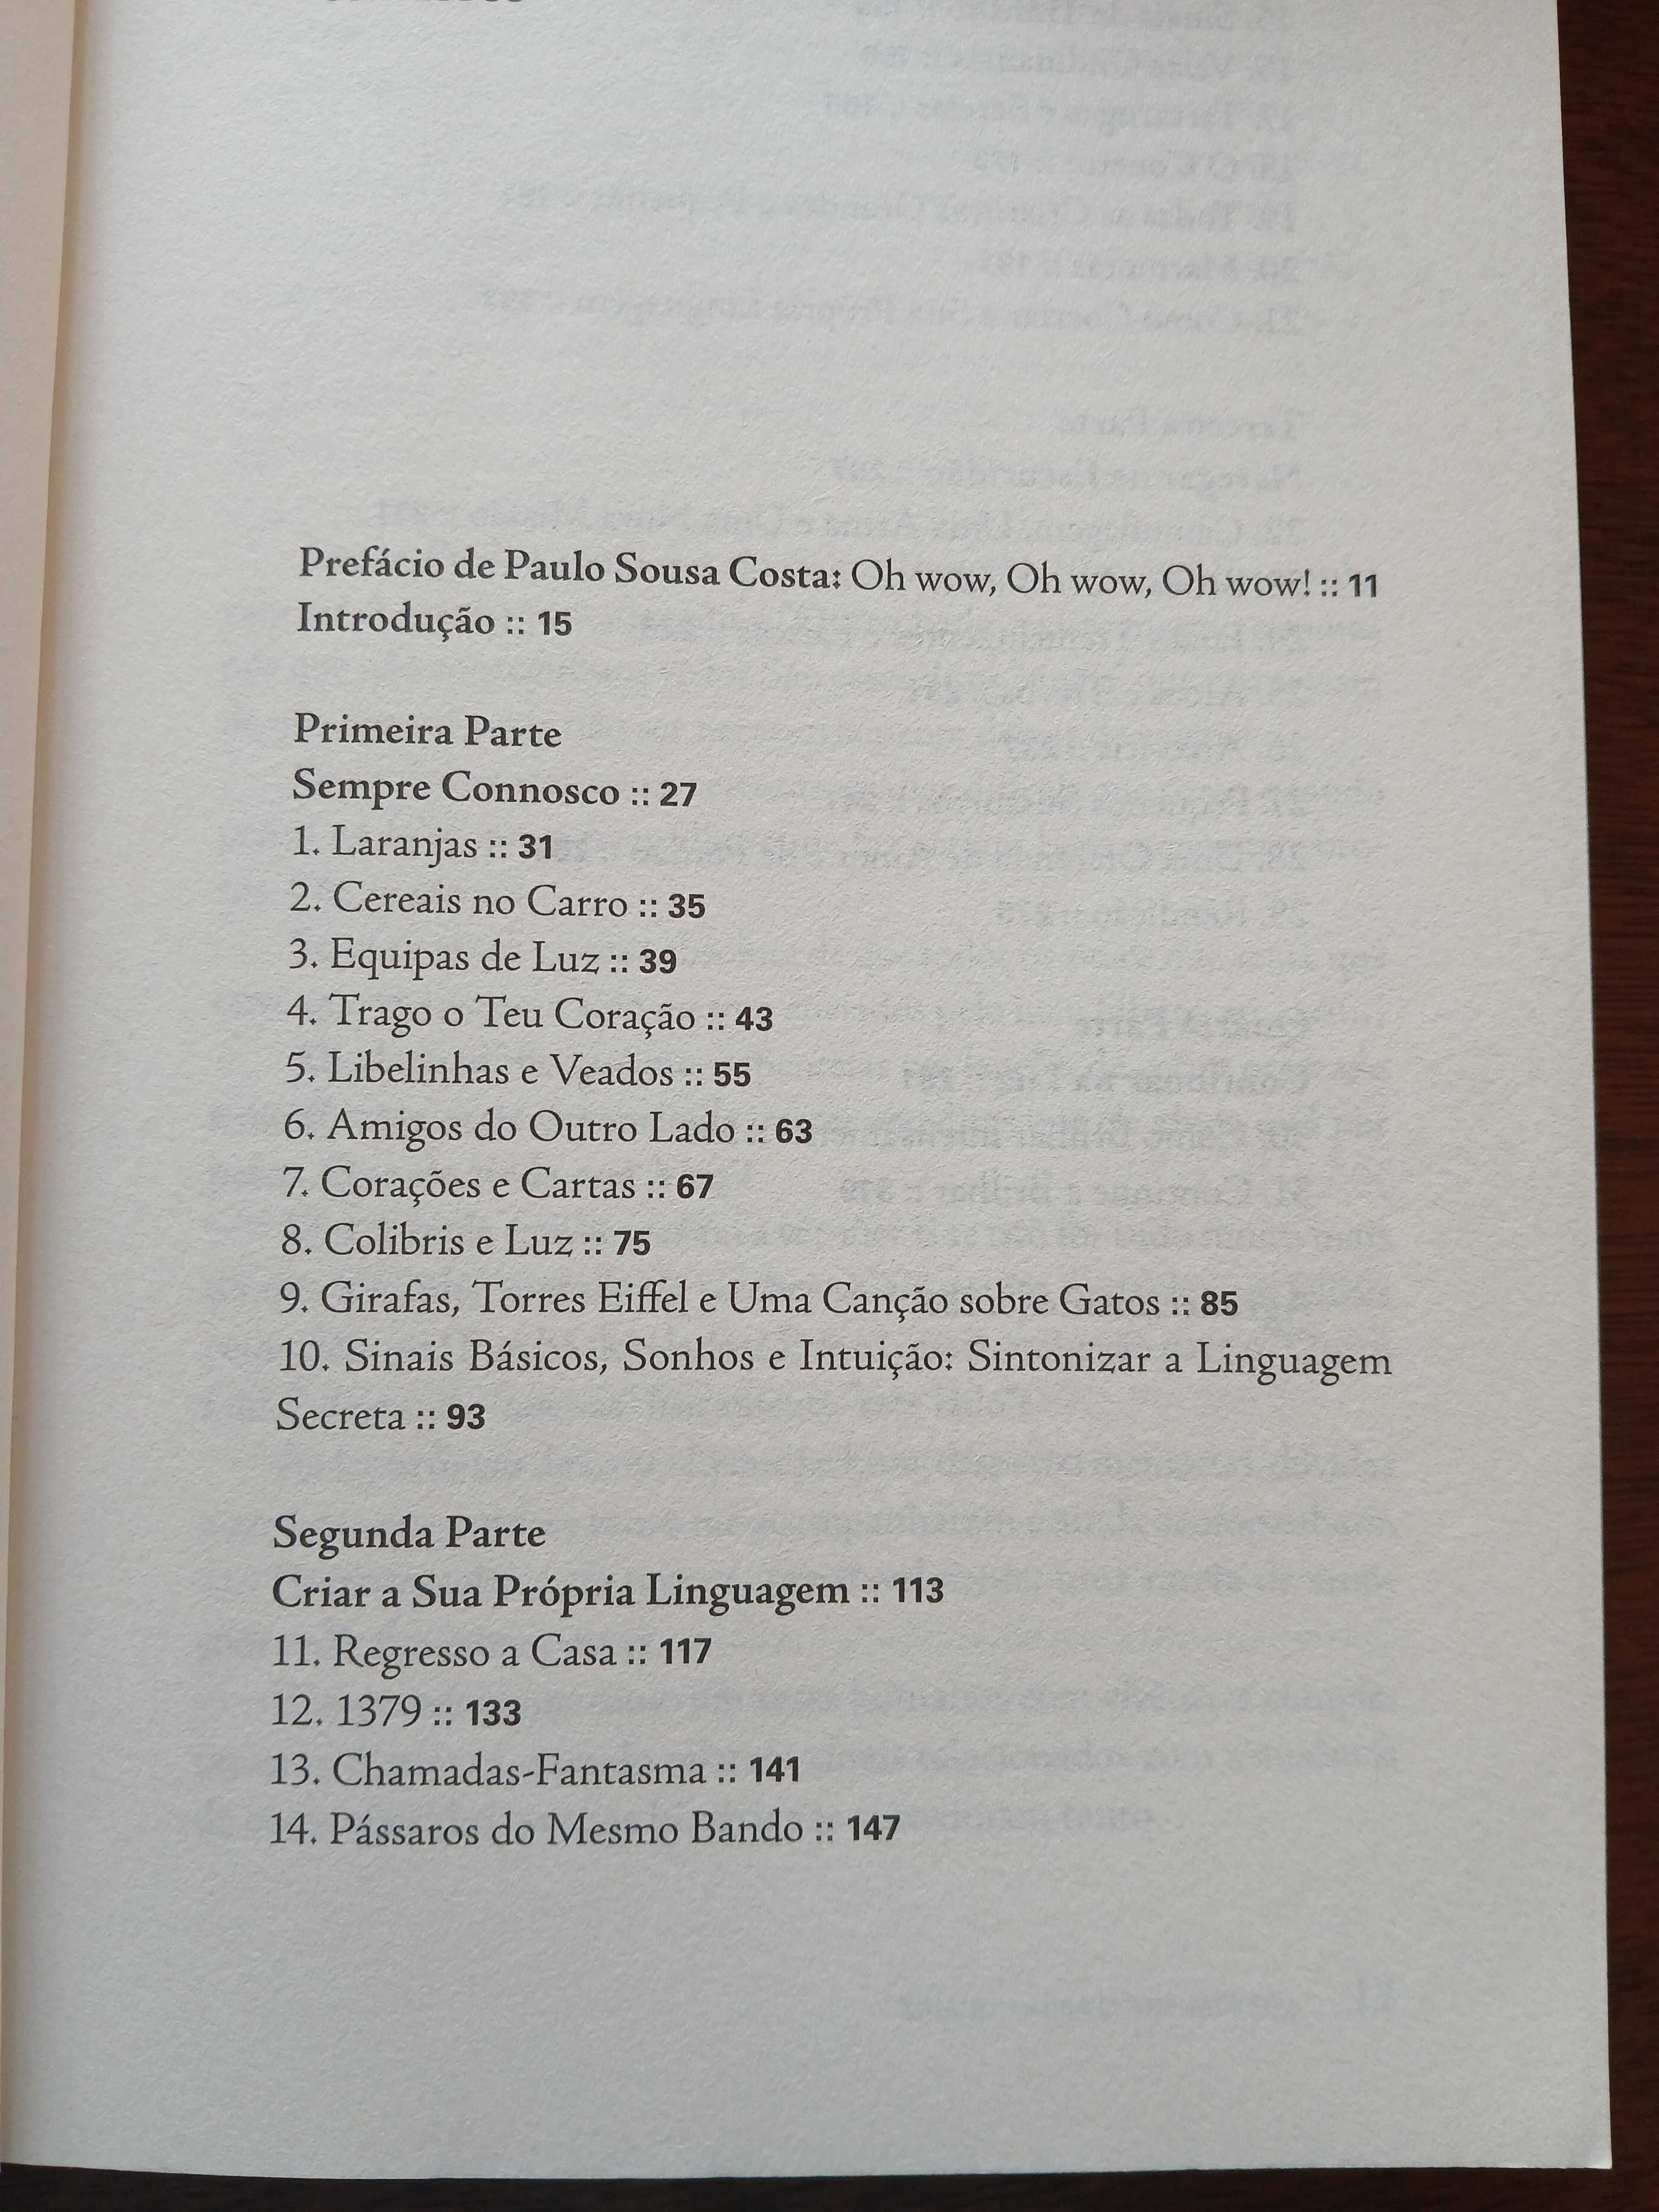 Prefácio de Paulo Sousa Costa: Oh wow, Oh wow, Oh wow! :: 11
Introdução :: 15
Primeira Parte
Sempre Connosco :: 27
1. Laranjas :: 31
2. Cereais no Carro :: 35
3. Equipas de Luz :: 39
4. Trago o Teu Coração :: 43
5. Libelinhas e Veados :: 55
6. Amigos do Outro Lado :: 63
7. Corações e Cartas :: 67
8. Colibris e Luz :: 75
9. Girafas, Torres Eiffel e Uma Canção sobre Gatos :: 85
10. Sinais Básicos, Sonhos e Intuição: Sintonizar a Linguagem
Secreta :: 93
Segunda Parte
Criar a Sua Própria Linguagem :: 113
11. Regresso a Casa :: 117
12. 1379 :: 133
13. Chamadas-Fantasma :: 141
14. Pássaros do Mesmo Bando :: 147